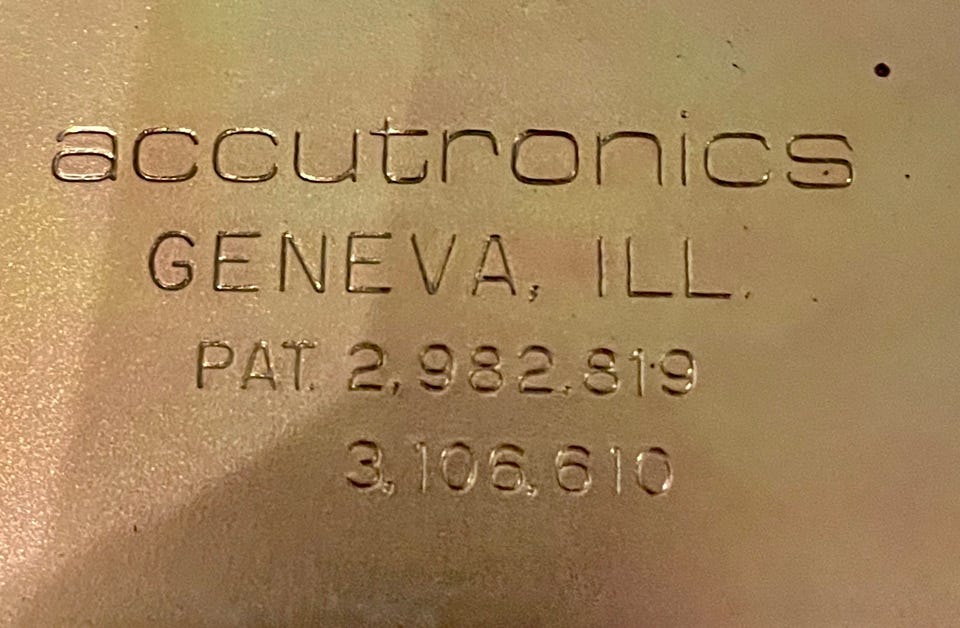 accutronics
GENEVA, ILL.
PAT. 2,982,819
3,106,610